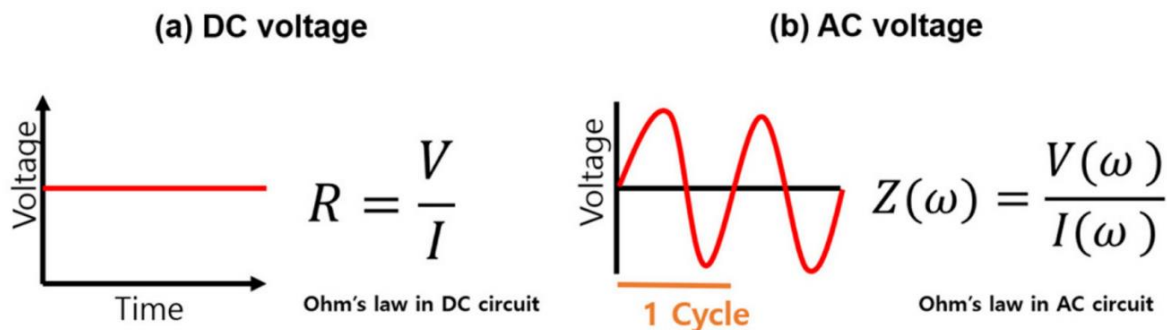 (a) DC voltage
Voltage
Time
R = V/I
Ohm's law in DC circuit
(b) AC voltage
Voltage
1 Cycle
Z(ω) = V(ω)/I(ω)
Ohm's law in AC circuit